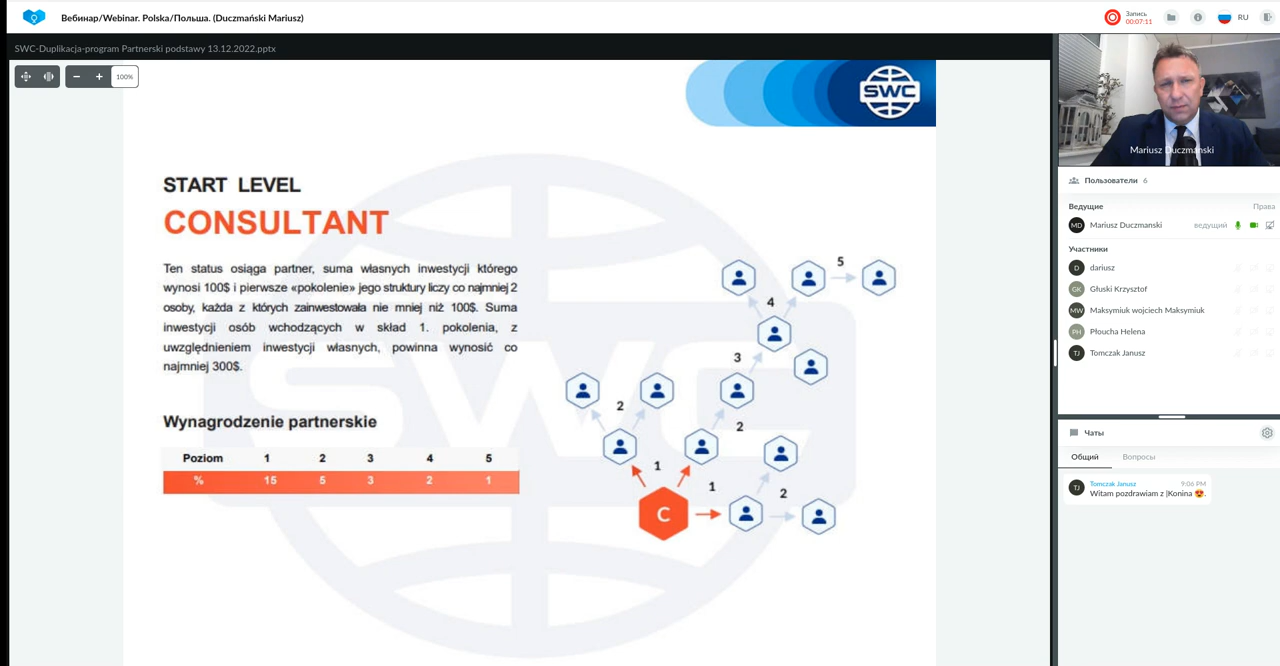 Вебинар/Webinar. Polska/Польша. (Duczmański Mariusz)
Запись
00:07:11
RU
SWC-Duplikacja-program Partnerski podstawy 13.12.2022.pptx
100%
SWC
START LEVEL
CONSULTANT
Ten status osiąga partner, suma własnych inwestycji którego
wynosi 100$ i pierwsze «pokolenie» jego struktury liczy co najmniej 2
osoby, każda z których zainwestowała nie mniej niż 100$. Suma
inwestycji osób wchodzących w skład 1. pokolenia, z
uwzględnieniem inwestycji własnych, powinna wynosić co
najmniej 300$.
Wynagrodzenie partnerskie
Poziom 1 2 3 4 5
% 15 5 3 2 1
5
4
3
2
2
1
1
2
C
SWC
Mariusz Duczmanski
Пользователи 6
Ведущие Права
MD Mariusz Duczmanski ведущий
Участники
D dariusz
GK Głuski Krzysztof
MW Maksymiuk wojciech Maksymiuk
PH Płoucha Helena
TJ Tomczak Janusz
Чаты
Общий Вопросы
TJ Tomczak Janusz 9:06 PM
Witam pozdrawiam z |Konina 😍.